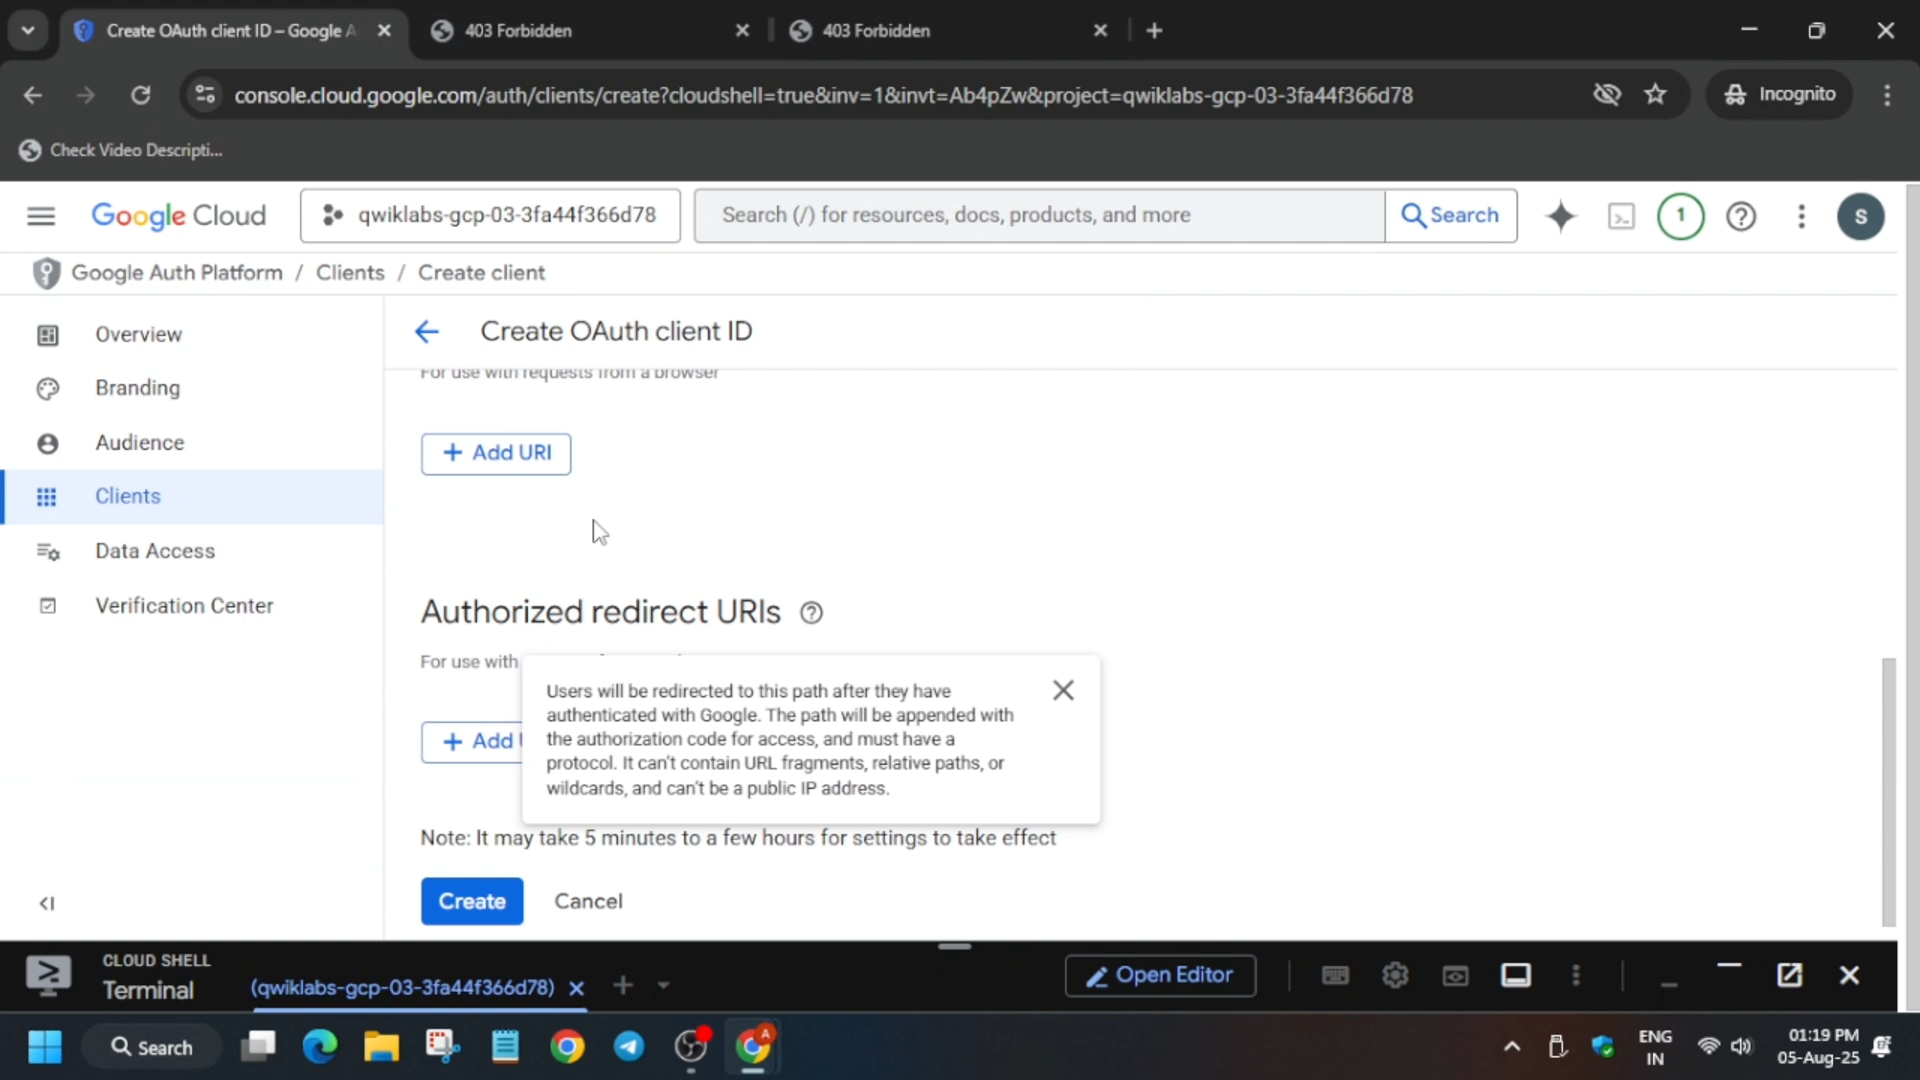 Create OAuth client ID – Google A
403 Forbidden
403 Forbidden
console.cloud.google.com/auth/clients/create?cloudshell=true&inv=1&invt=Ab4pZw&project=qwiklabs-gcp-03-3fa44f366d78
Incognito
Check Video Descripti...
Google Cloud
qwiklabs-gcp-03-3fa44f366d78
Search (/) for resources, docs, products, and more
Search
1
S
Google Auth Platform / Clients / Create client
Overview
Branding
Audience
Clients
Data Access
Verification Center
Create OAuth client ID
For use with requests from a browser
+ Add URI
Authorized redirect URIs
For use with
+ Add
Users will be redirected to this path after they have
authenticated with Google. The path will be appended with
the authorization code for access, and must have a
protocol. It can't contain URL fragments, relative paths, or
wildcards, and can't be a public IP address.
Note: It may take 5 minutes to a few hours for settings to take effect
Create
Cancel
CLOUD SHELL
Terminal
(qwiklabs-gcp-03-3fa44f366d78)
Open Editor
Search
A
ENG
IN
01:19 PM
05-Aug-25